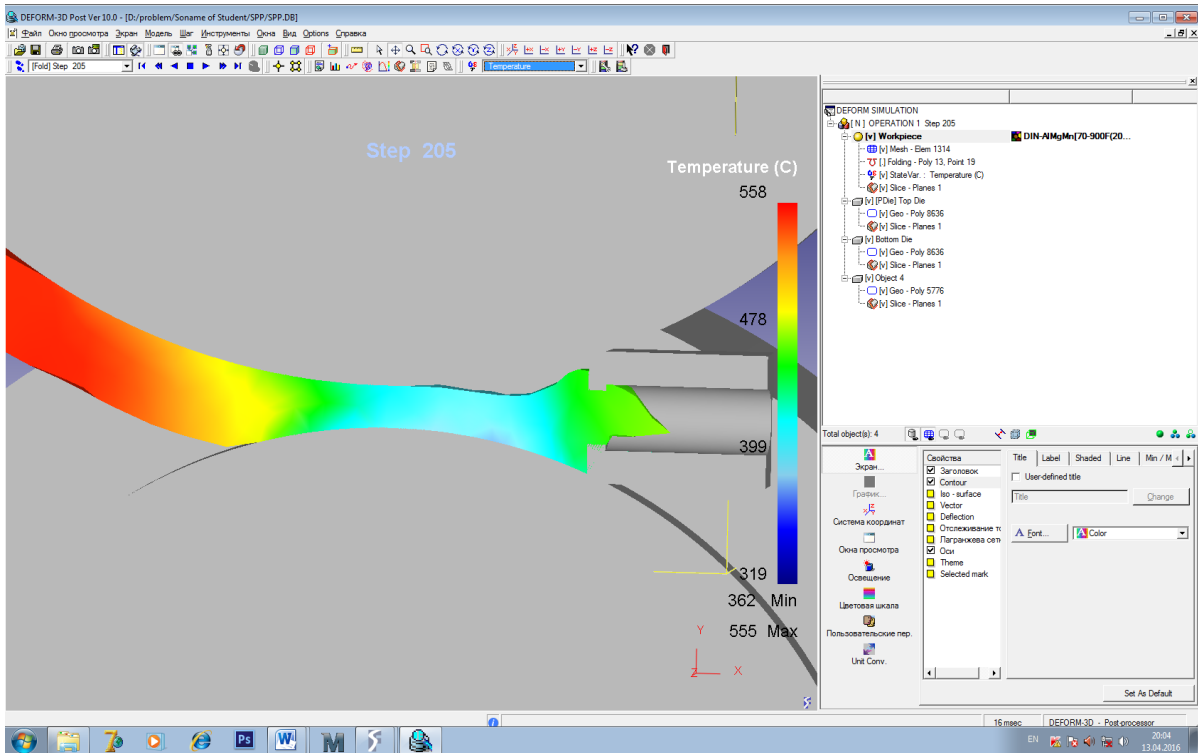 DEFORM-3D Post Ver 10.0 - [D:/problem/Soname of Student/SPP/SPP.DB]
Файл Окно просмотра Экран Модель Шаг Инструменты Окна Вид Options Справка
[Fold] Step 205
Temperature
Step 205
Temperature (C)
558
478
399
319
362 Min
555 Max
Y
Z X
DEFORM SIMULATION
[ N ] OPERATION 1 Step 205
[v] Workpiece DIN-AlMgMn[70-900F(20...
[v] Mesh - Elem 1314
[.] Folding - Poly 13, Point 19
[v] StateVar. : Temperature (C)
[v] Slice - Planes 1
[v] [PDie] Top Die
[v] Geo - Poly 8636
[v] Slice - Planes 1
[v] Bottom Die
[v] Geo - Poly 8636
[v] Slice - Planes 1
[v] Object 4
[v] Geo - Poly 5776
[v] Slice - Planes 1
Total object(s): 4
Экран...
График...
Система координат
Окна просмотра
Освещение
Цветовая шкала
Пользовательские пер.
Unit Conv.
Свойства
Заголовок
Contour
Iso - surface
Vector
Deflection
Отслеживание то
Лагранжева сетк
Оси
Theme
Selected mark
Title Label Shaded Line Min / M
User-defined title
Title Change
A Font... Color
Set As Default
16 msec DEFORM-3D - Post-processor
Ps W M
EN 20:04
13.04.2016